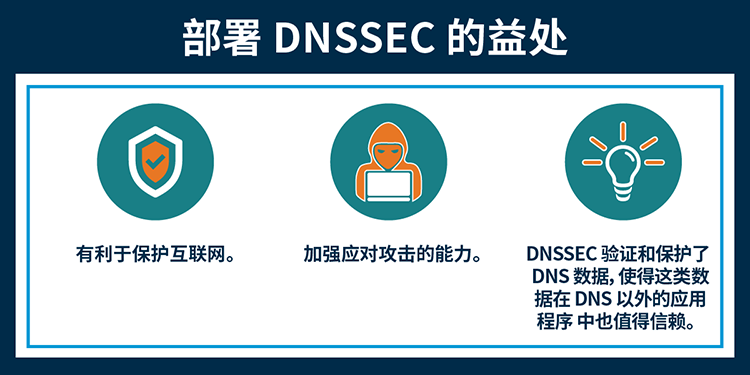 部署 DNSSEC 的益处
有利于保护互联网。
加强应对攻击的能力。
DNSSEC 验证和保护了
DNS 数据, 使得这类数
据在 DNS 以外的应用
程序 中也值得信赖。